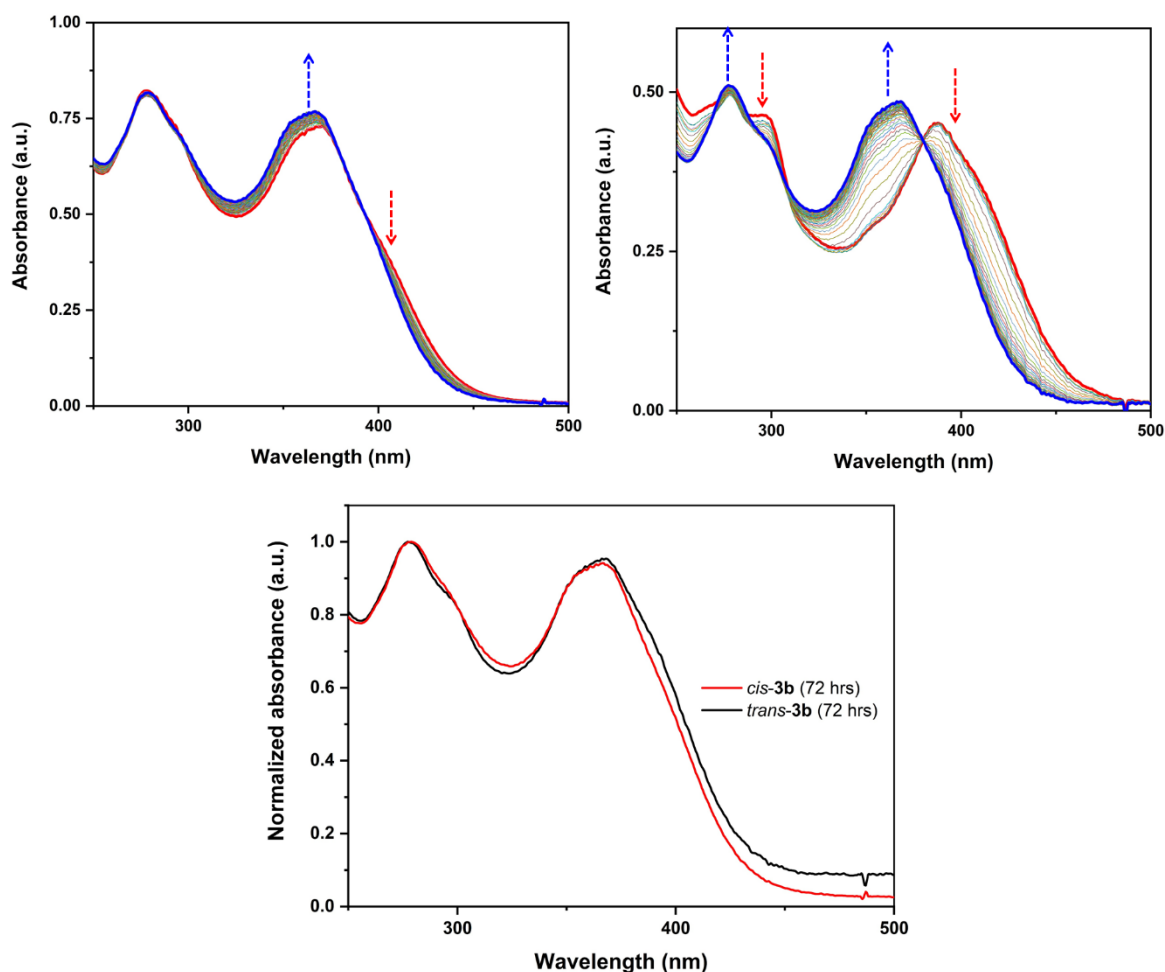 1.00
0.75
0.50
0.25
0.00
Absorbance (a.u.)
300
400
500
Wavelength (nm)
0.50
0.25
0.00
Absorbance (a.u.)
300
400
500
Wavelength (nm)
1.0
0.8
0.6
0.4
0.2
0.0
Normalized absorbance (a.u.)
cis-3b (72 hrs)
trans-3b (72 hrs)
300
400
500
Wavelength (nm)